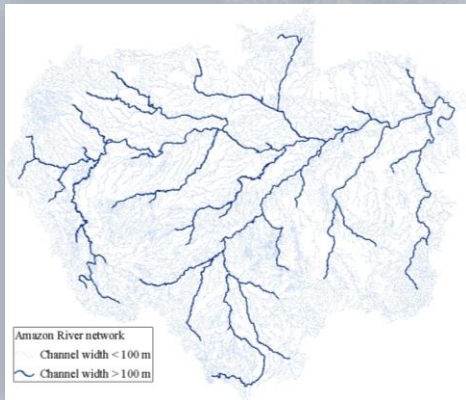 Amazon River network
Channel width < 100 m
Channel width > 100 m